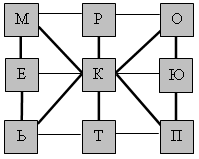 М Р О
Е К Ю
Ь Т П